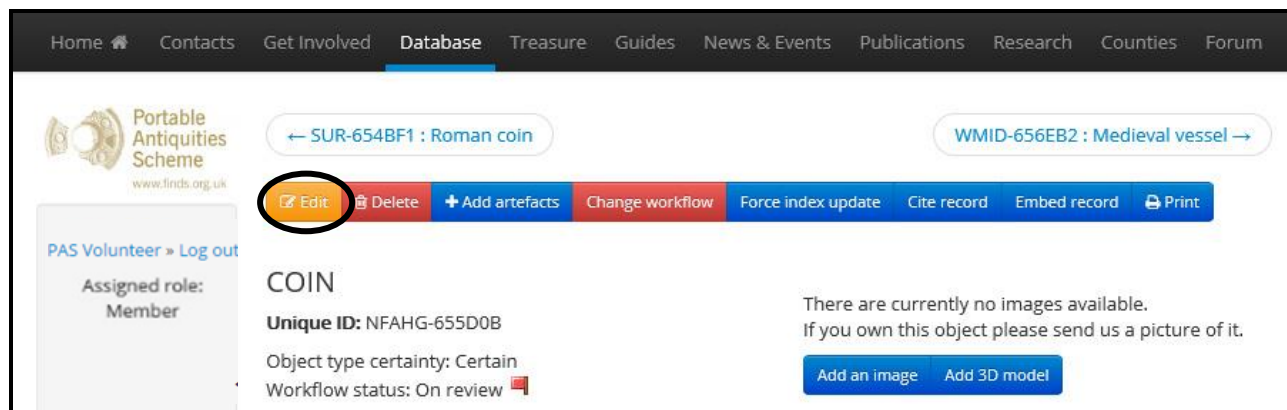 Home Contacts Get Involved Database Treasure Guides News & Events Publications Research Counties Forum
Portable
Antiquities
Scheme
www.finds.org.uk
← SUR-654BF1 : Roman coin
WMID-656EB2 : Medieval vessel →
Edit Delete + Add artefacts Change workflow Force index update Cite record Embed record Print
PAS Volunteer » Log out
Assigned role:
Member
COIN
Unique ID: NFAHG-655D0B
Object type certainty: Certain
Workflow status: On review
There are currently no images available.
If you own this object please send us a picture of it.
Add an image Add 3D model